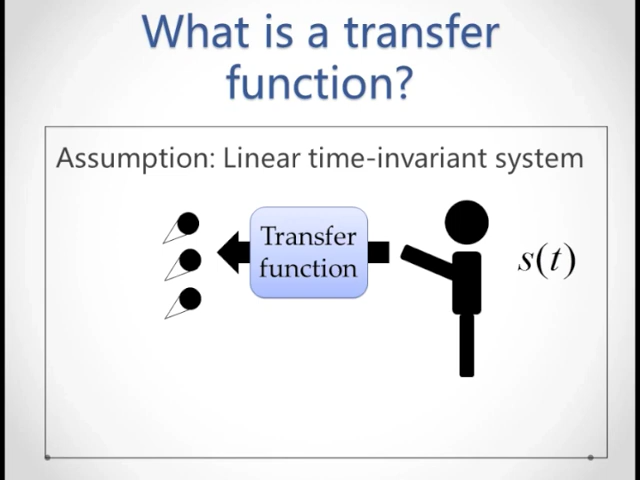 What is a transfer
function?
Assumption: Linear time-invariant system
Transfer
function
s(t)